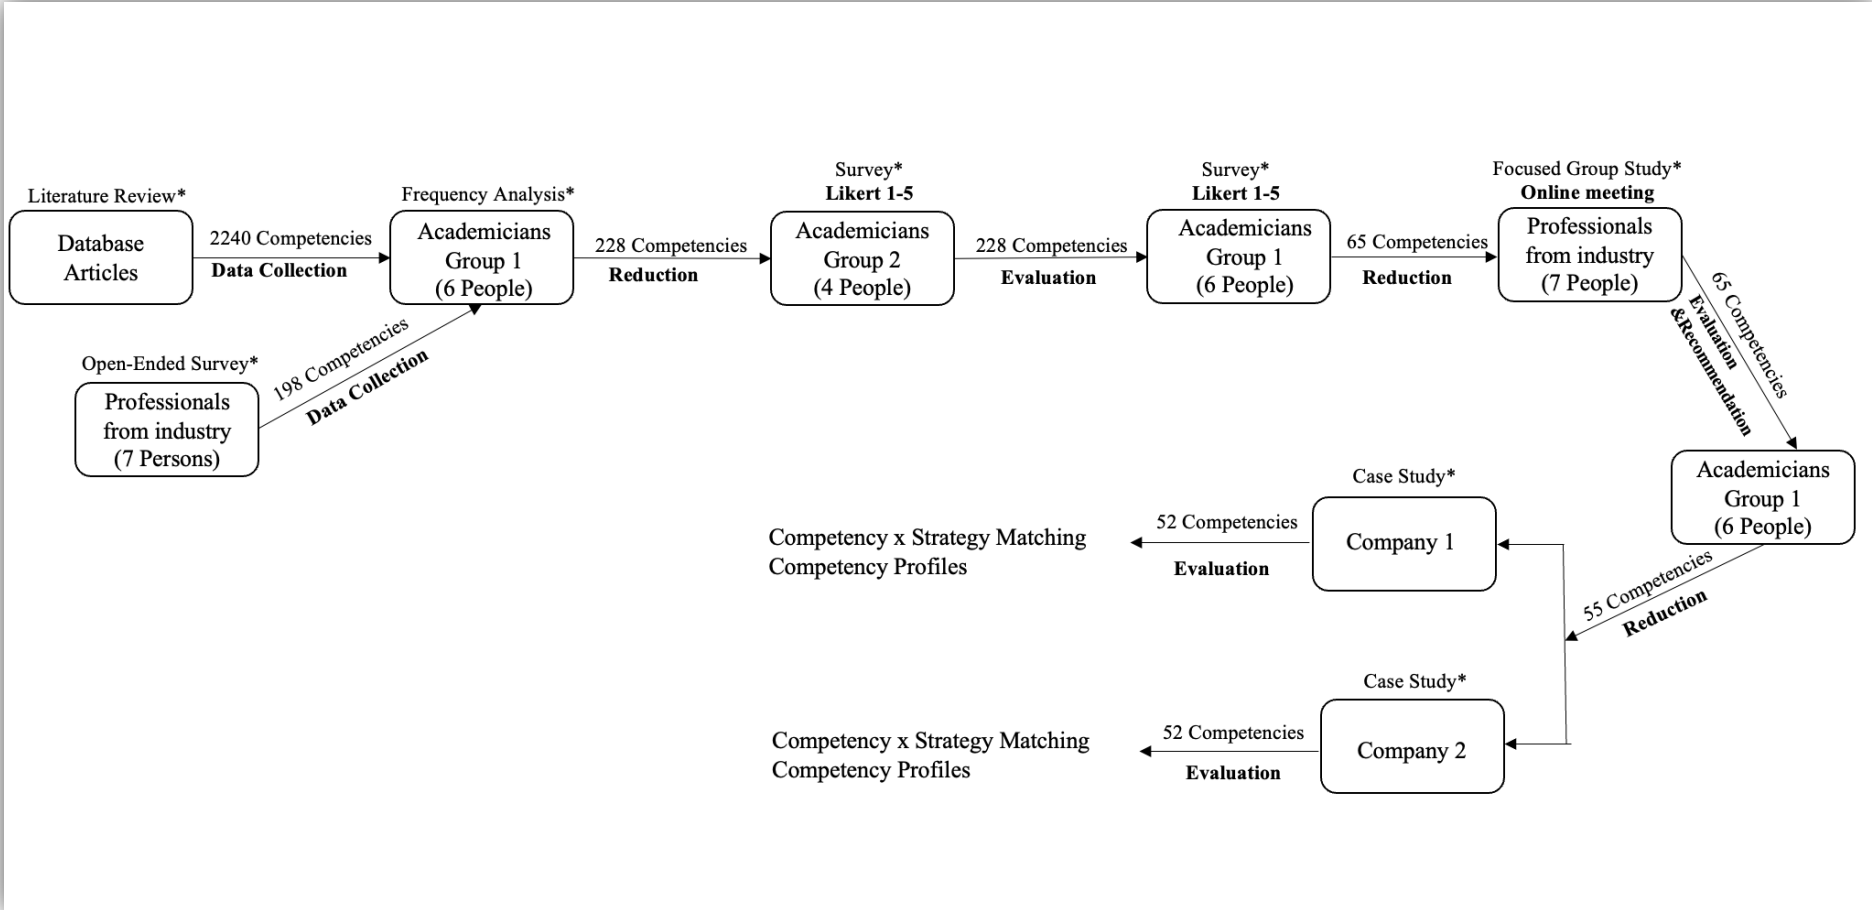 Literature Review*
Database
Articles
2240 Competencies
Data Collection
Open-Ended Survey*
Professionals
from industry
(7 Persons)
198 Competencies
Data Collection
Frequency Analysis*
Academicians
Group 1
(6 People)
228 Competencies
Reduction
Survey*
Likert 1-5
Academicians
Group 2
(4 People)
228 Competencies
Evaluation
Survey*
Likert 1-5
Academicians
Group 1
(6 People)
65 Competencies
Reduction
Focused Group Study*
Online meeting
Professionals
from industry
(7 People)
65 Competencies
Evaluation
&Recommendation
Academicians
Group 1
(6 People)
55 Competencies
Reduction
Case Study*
Company 1
52 Competencies
Evaluation
Competency x Strategy Matching
Competency Profiles
Case Study*
Company 2
52 Competencies
Evaluation
Competency x Strategy Matching
Competency Profiles